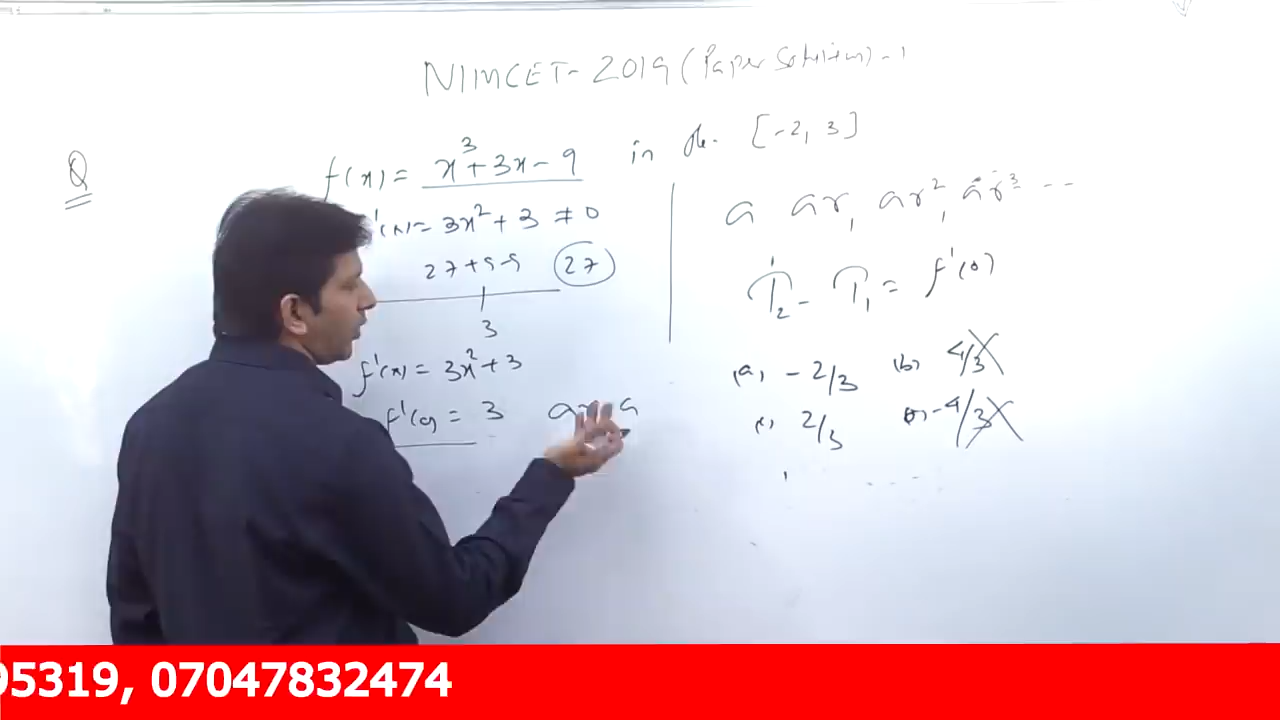 NIMCET-2019 (Paper Solution)-1
Q
f(x) = x³+3x-9 in the [-2, 3]
'(x)= 3x²+3 ≠0
27+9-9 (27)
3
f'(x)= 3x²+3
f'(0) = 3
a ar, ar², ar³ --
T₂ - T₁ = f'(0)
(a) -2/3 (b) 4/3
(c) 2/3 -4/3
95319, 07047832474